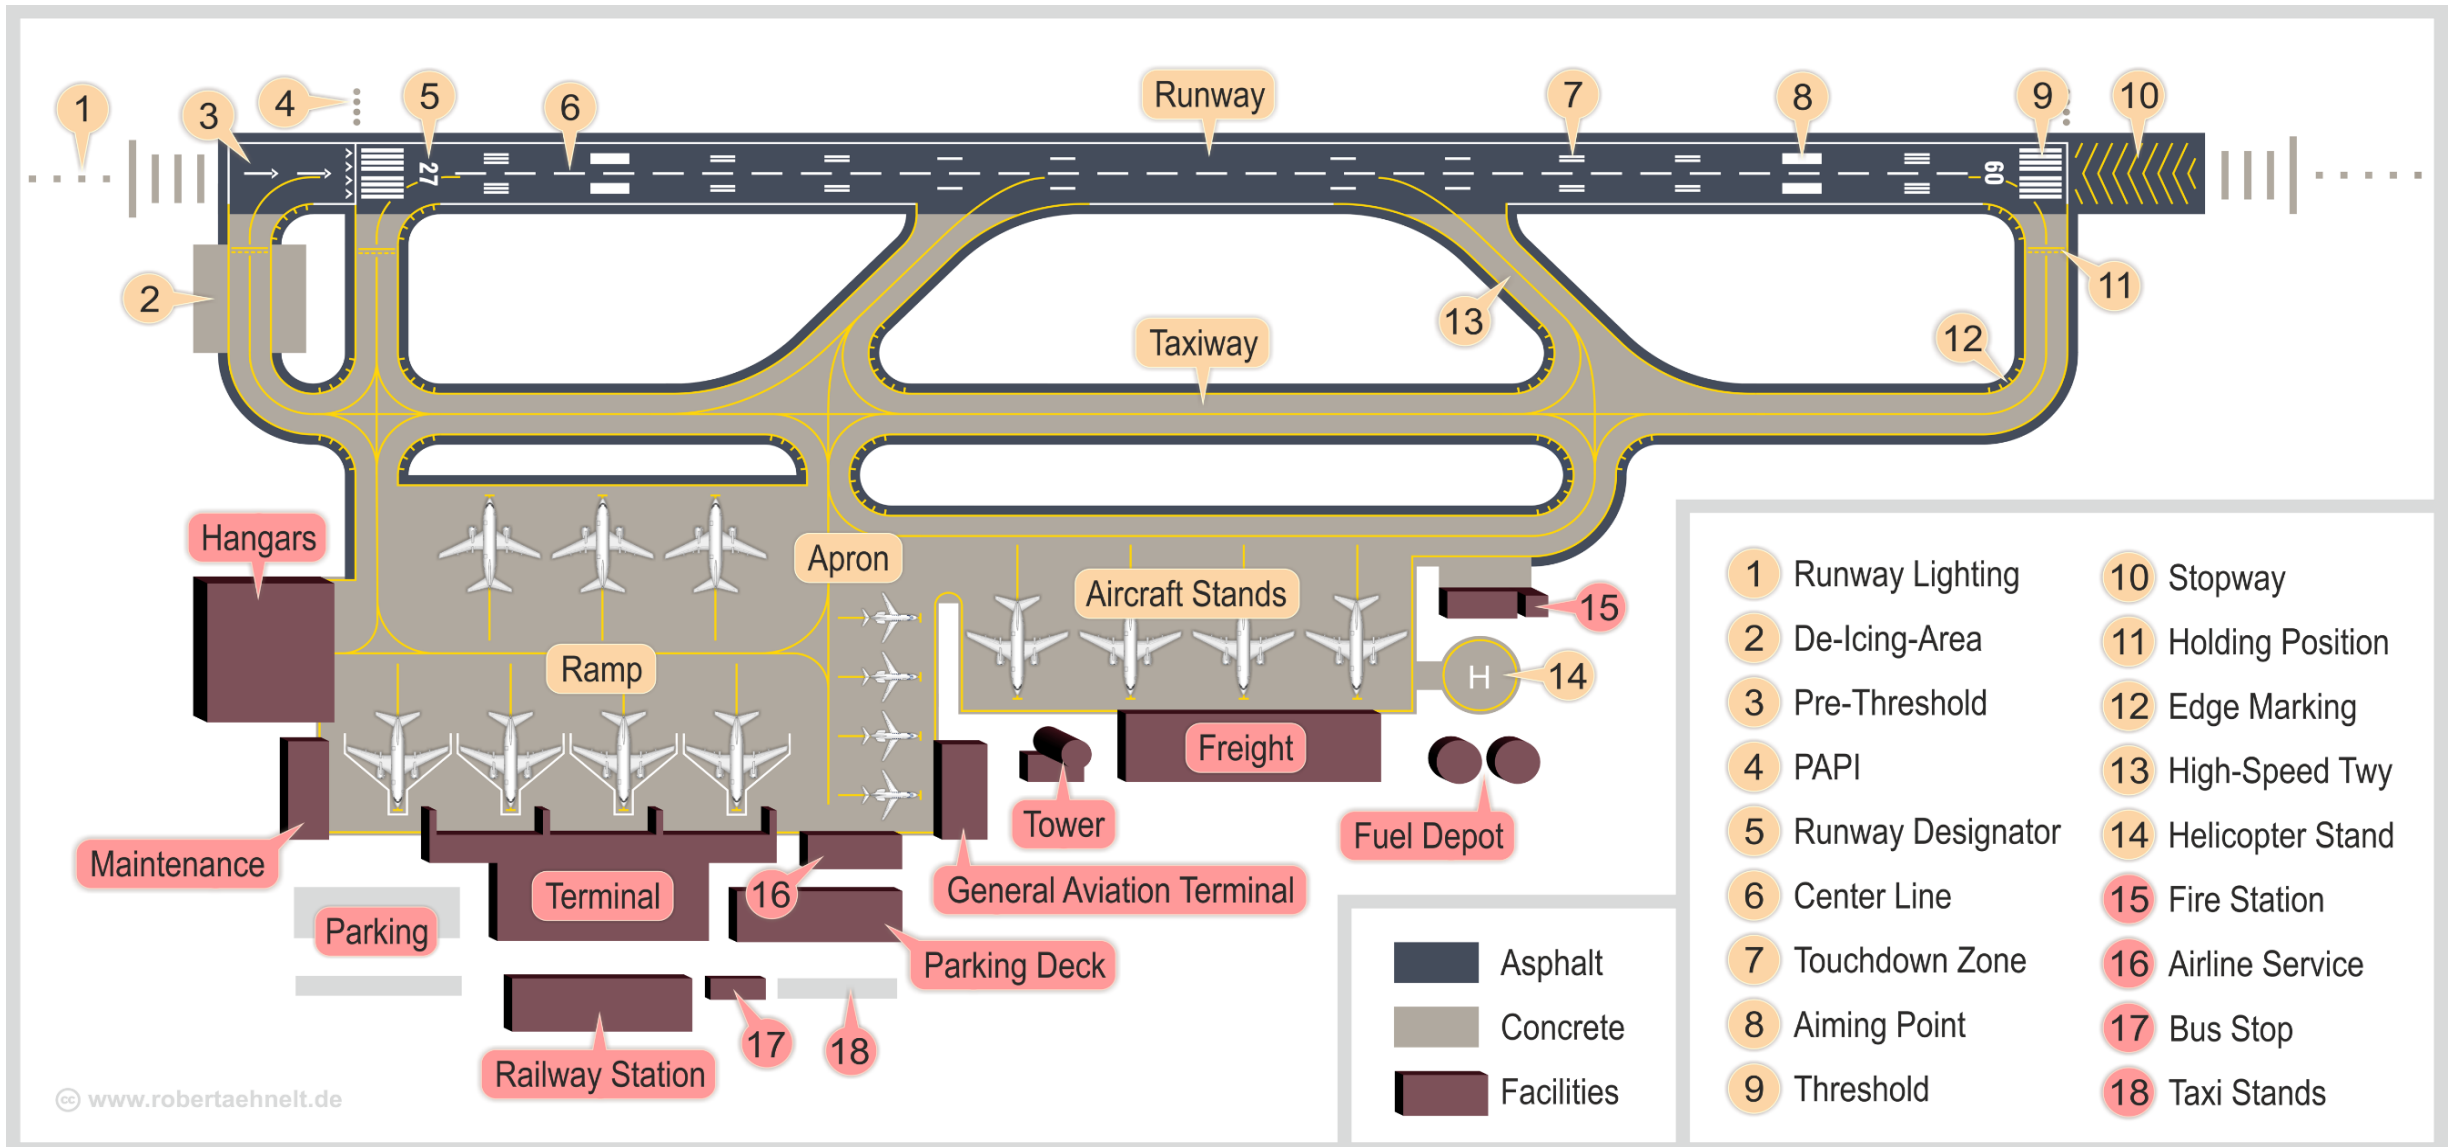 1
3
4
5
6
Runway
7
8
9
10
27
09
2
13
11
Taxiway
12
Hangars
Apron
Aircraft Stands
15
Ramp
H
14
Freight
Tower
Fuel Depot
Maintenance
16
General Aviation Terminal
Terminal
Parking
Parking Deck
17
18
Railway Station
Asphalt
Concrete
Facilities
1 Runway Lighting
2 De-Icing-Area
3 Pre-Threshold
4 PAPI
5 Runway Designator
6 Center Line
7 Touchdown Zone
8 Aiming Point
9 Threshold
10 Stopway
11 Holding Position
12 Edge Marking
13 High-Speed Twy
14 Helicopter Stand
15 Fire Station
16 Airline Service
17 Bus Stop
18 Taxi Stands
cc www.robertaehnelt.de